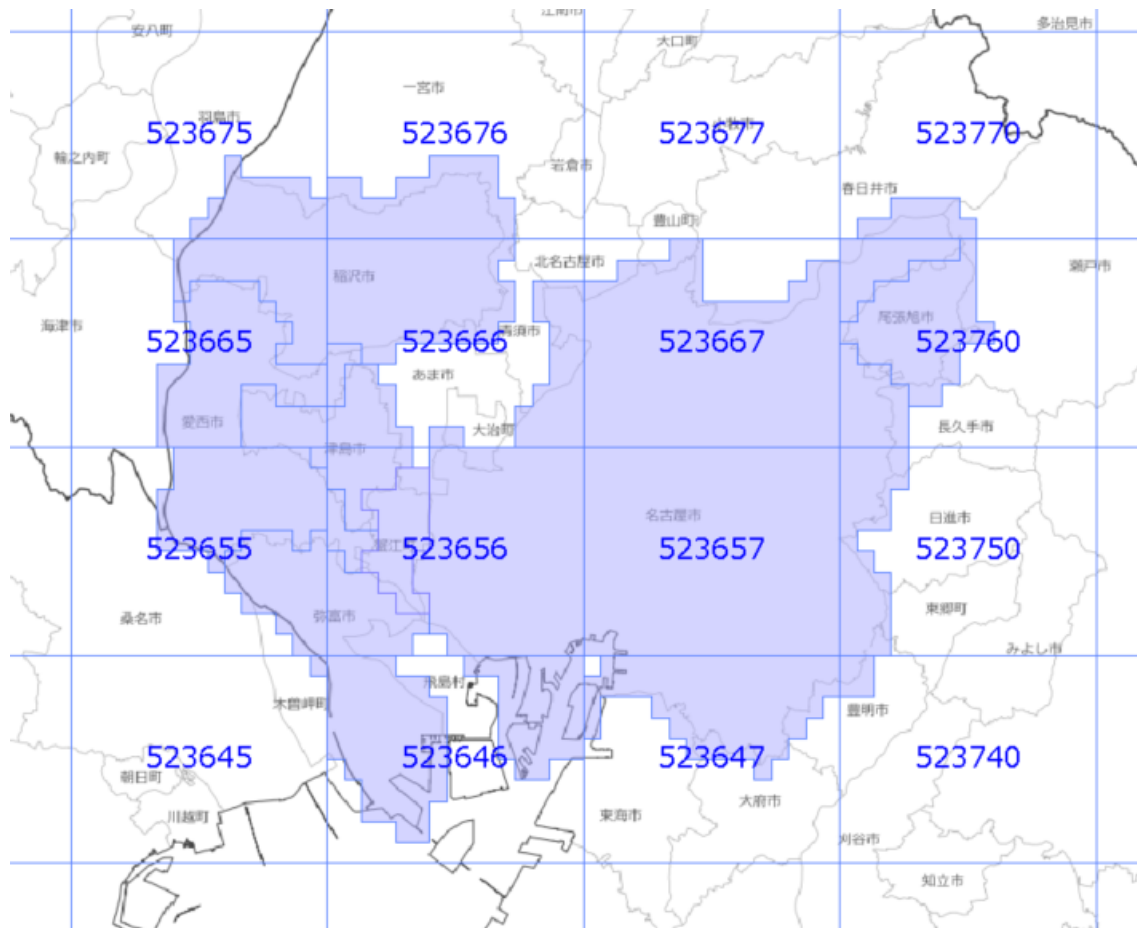 江南市
安八町
多治見市
大口町
一宮市
羽島市
523675
523676
小牧市
523677
523770
輪之内町
岩倉市
春日井市
豊山町
北名古屋市
瀬戸市
稲沢市
海津市
尾張旭市
清須市
523665
523666
523667
523760
あま市
愛西市
大治町
長久手市
津島市
名古屋市
日進市
523655
523656
523657
523750
東郷町
弥富市
桑名市
みよし市
飛島村
木曽岬町
豊明市
523645
523646
523647
523740
朝日町
大府市
川越町
東海市
刈谷市
知立市